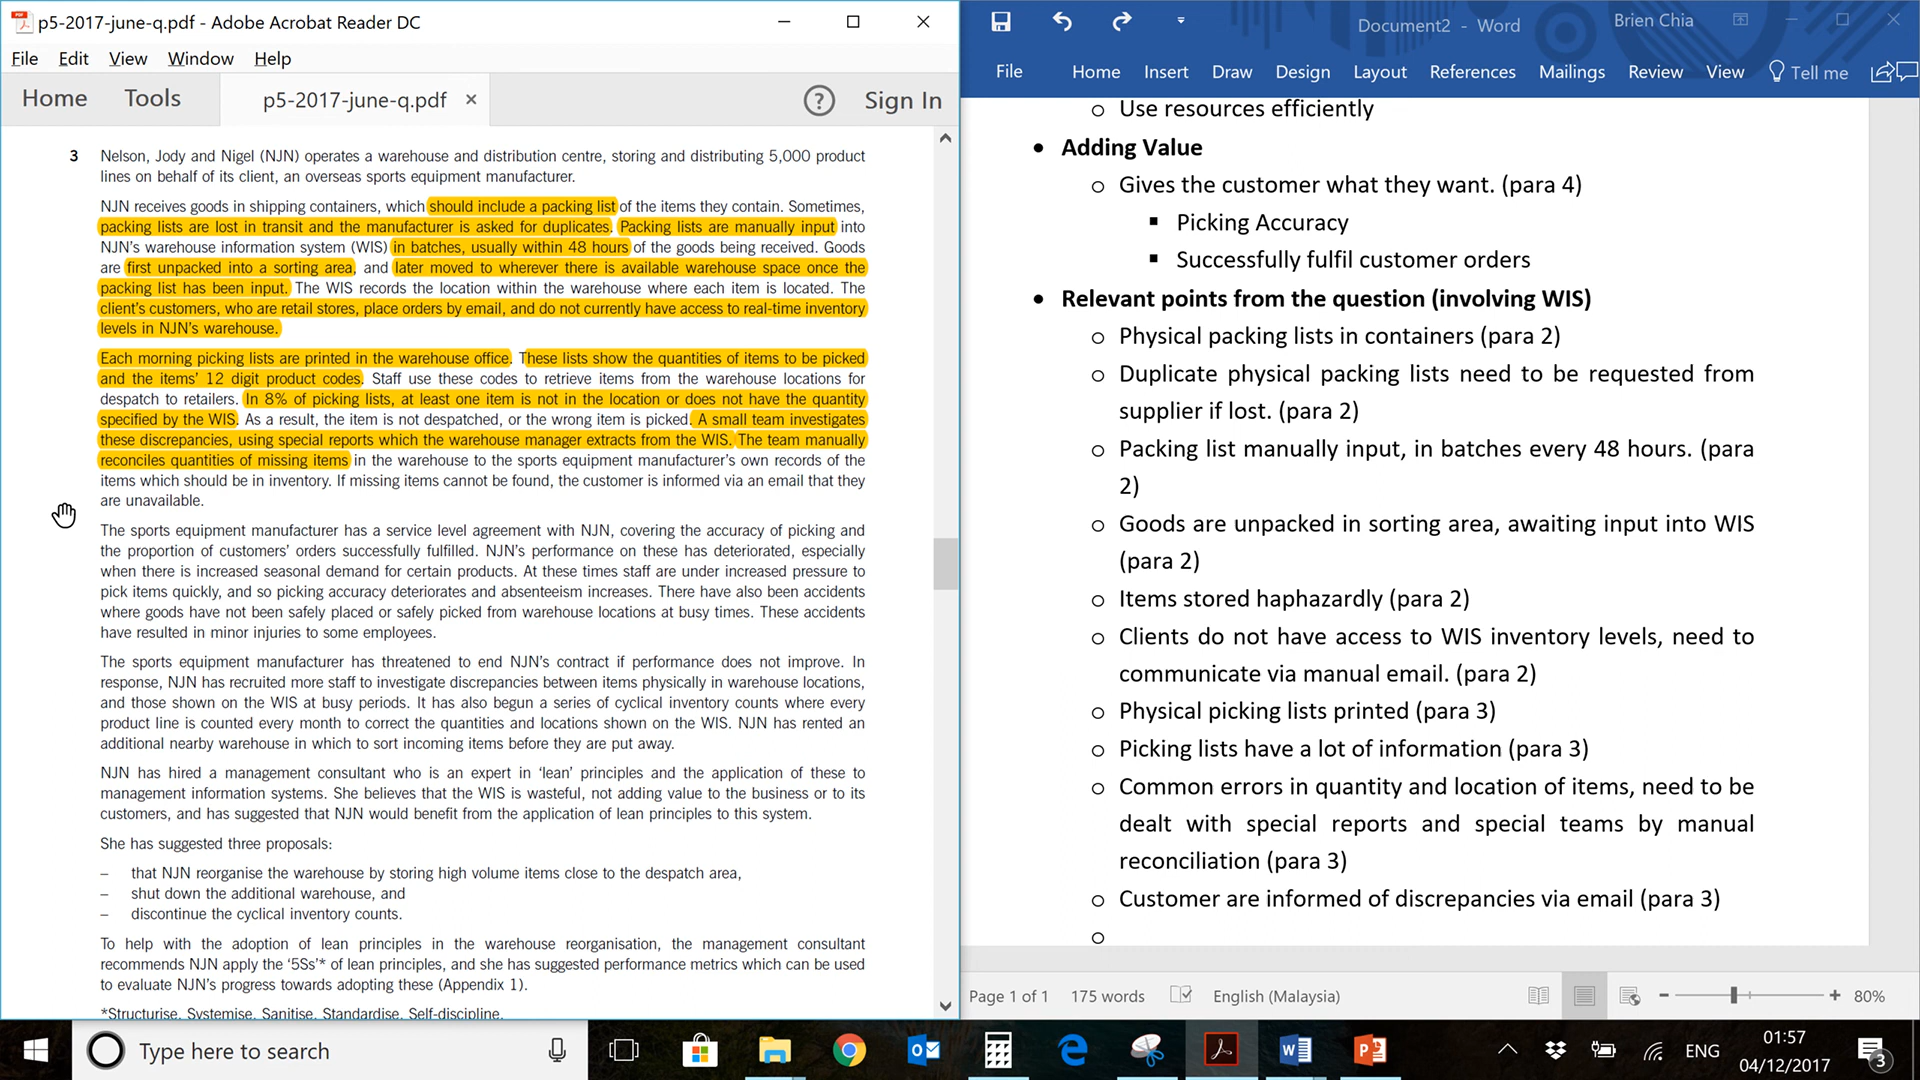 p5-2017-june-q.pdf - Adobe Acrobat Reader DC
File Edit View Window Help
Home Tools p5-2017-june-q.pdf × ? Sign In
3 Nelson, Jody and Nigel (NJN) operates a warehouse and distribution centre, storing and distributing 5,000 product
lines on behalf of its client, an overseas sports equipment manufacturer.
NJN receives goods in shipping containers, which should include a packing list of the items they contain. Sometimes,
packing lists are lost in transit and the manufacturer is asked for duplicates. Packing lists are manually input into
NJN's warehouse information system (WIS) in batches, usually within 48 hours of the goods being received. Goods
are first unpacked into a sorting area, and later moved to wherever there is available warehouse space once the
packing list has been input. The WIS records the location within the warehouse where each item is located. The
client's customers, who are retail stores, place orders by email, and do not currently have access to real-time inventory
levels in NJN's warehouse.
Each morning picking lists are printed in the warehouse office. These lists show the quantities of items to be picked
and the items' 12 digit product codes. Staff use these codes to retrieve items from the warehouse locations for
despatch to retailers. In 8% of picking lists, at least one item is not in the location or does not have the quantity
specified by the WIS. As a result, the item is not despatched, or the wrong item is picked. A small team investigates
these discrepancies, using special reports which the warehouse manager extracts from the WIS. The team manually
reconciles quantities of missing items in the warehouse to the sports equipment manufacturer's own records of the
items which should be in inventory. If missing items cannot be found, the customer is informed via an email that they
are unavailable.
The sports equipment manufacturer has a service level agreement with NJN, covering the accuracy of picking and
the proportion of customers' orders successfully fulfilled. NJN's performance on these has deteriorated, especially
when there is increased seasonal demand for certain products. At these times staff are under increased pressure to
pick items quickly, and so picking accuracy deteriorates and absenteeism increases. There have also been accidents
where goods have not been safely placed or safely picked from warehouse locations at busy times. These accidents
have resulted in minor injuries to some employees.
The sports equipment manufacturer has threatened to end NJN's contract if performance does not improve. In
response, NJN has recruited more staff to investigate discrepancies between items physically in warehouse locations,
and those shown on the WIS at busy periods. It has also begun a series of cyclical inventory counts where every
product line is counted every month to correct the quantities and locations shown on the WIS. NJN has rented an
additional nearby warehouse in which to sort incoming items before they are put away.
NJN has hired a management consultant who is an expert in 'lean' principles and the application of these to
management information systems. She believes that the WIS is wasteful, not adding value to the business or to its
customers, and has suggested that NJN would benefit from the application of lean principles to this system.
She has suggested three proposals:
– that NJN reorganise the warehouse by storing high volume items close to the despatch area,
– shut down the additional warehouse, and
– discontinue the cyclical inventory counts.
To help with the adoption of lean principles in the warehouse reorganisation, the management consultant
recommends NJN apply the '5Ss'* of lean principles, and she has suggested performance metrics which can be used
to evaluate NJN's progress towards adopting these (Appendix 1).
*Structurise, Systemise, Sanitise, Standardise, Self-discipline.
Document2 - Word Brien Chia
File Home Insert Draw Design Layout References Mailings Review View Tell me
o Use resources efficiently
• Adding Value
o Gives the customer what they want. (para 4)
▪ Picking Accuracy
▪ Successfully fulfil customer orders
• Relevant points from the question (involving WIS)
o Physical packing lists in containers (para 2)
o Duplicate physical packing lists need to be requested from
supplier if lost. (para 2)
o Packing list manually input, in batches every 48 hours. (para
2)
o Goods are unpacked in sorting area, awaiting input into WIS
(para 2)
o Items stored haphazardly (para 2)
o Clients do not have access to WIS inventory levels, need to
communicate via manual email. (para 2)
o Physical picking lists printed (para 3)
o Picking lists have a lot of information (para 3)
o Common errors in quantity and location of items, need to be
dealt with special reports and special teams by manual
reconciliation (para 3)
o Customer are informed of discrepancies via email (para 3)
o
Page 1 of 1 175 words English (Malaysia) 80%
Type here to search
ENG
01:57
04/12/2017
3